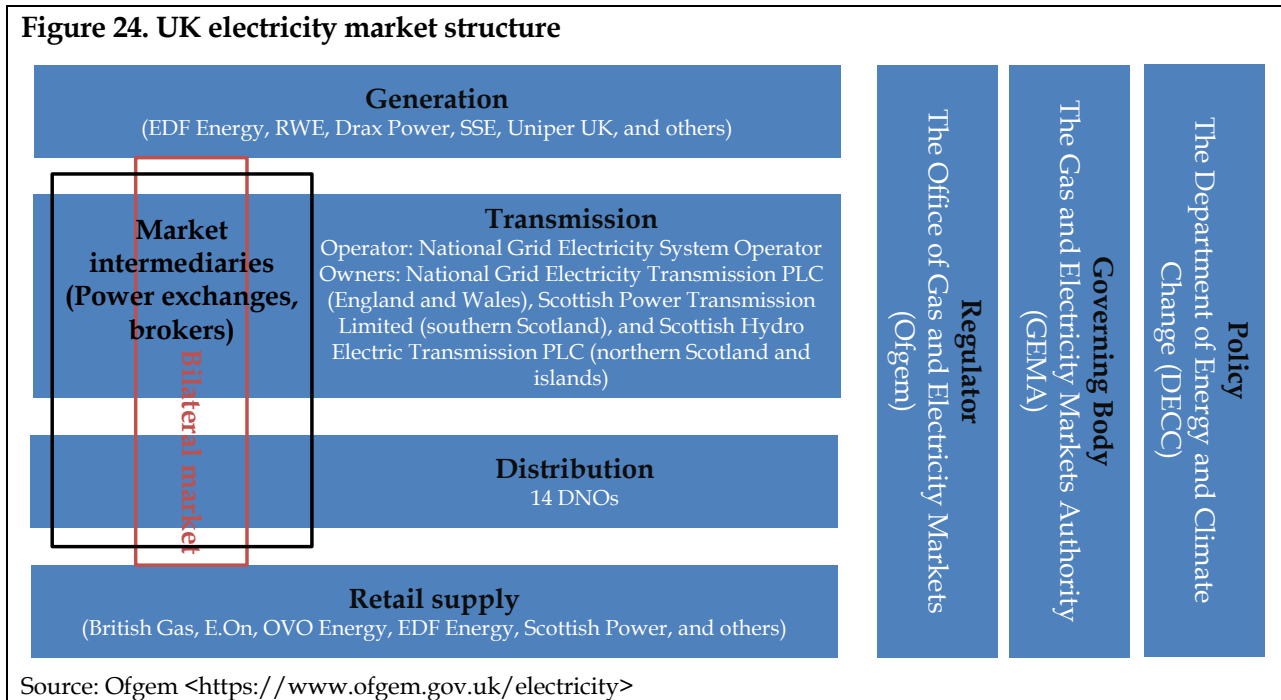 Figure 24. UK electricity market structure
Generation
(EDF Energy, RWE, Drax Power, SSE, Uniper UK, and others)
Market
intermediaries
(Power exchanges,
brokers)
Bilateral market
Transmission
Operator: National Grid Electricity System Operator
Owners: National Grid Electricity Transmission PLC
(England and Wales), Scottish Power Transmission
Limited (southern Scotland), and Scottish Hydro
Electric Transmission PLC (northern Scotland and
islands)
Distribution
14 DNOs
Retail supply
(British Gas, E.On, OVO Energy, EDF Energy, Scottish Power, and others)
Regulator
The Office of Gas and Electricity Markets
(Ofgem)
Governing Body
The Gas and Electricity Markets Authority
(GEMA)
Policy
The Department of Energy and Climate
Change (DECC)
Source: Ofgem <https://www.ofgem.gov.uk/electricity>